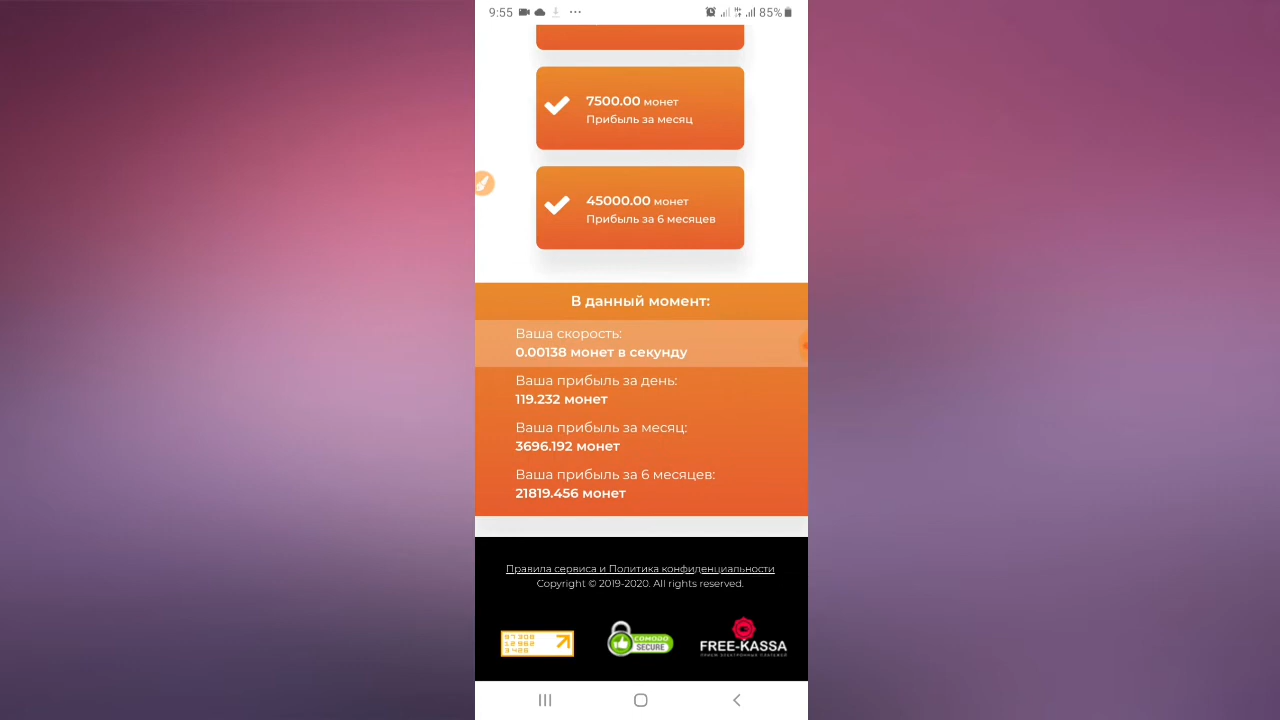 9:55
85%
7500.00 монет
Прибыль за месяц
45000.00 монет
Прибыль за 6 месяцев
В данный момент:
Ваша скорость:
0.00138 монет в секунду
Ваша прибыль за день:
119.232 монет
Ваша прибыль за месяц:
3696.192 монет
Ваша прибыль за 6 месяцев:
21819.456 монет
Правила сервиса и Политика конфиденциальности
Copyright © 2019-2020. All rights reserved.
COMODO
SECURE
FREE-KASSA
ПРИЕМ ЭЛЕКТРОННЫХ ПЛАТЕЖЕЙ